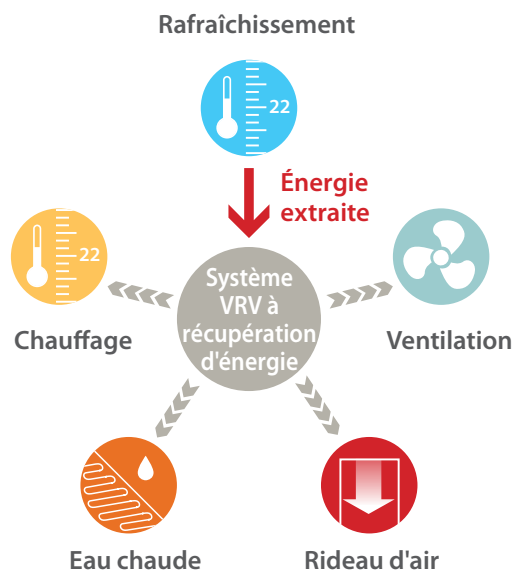 Rafraîchissement
22
Énergie
extraite
22
Système
VRV à
récupération
d'énergie
Chauffage
Ventilation
Eau chaude
Rideau d'air